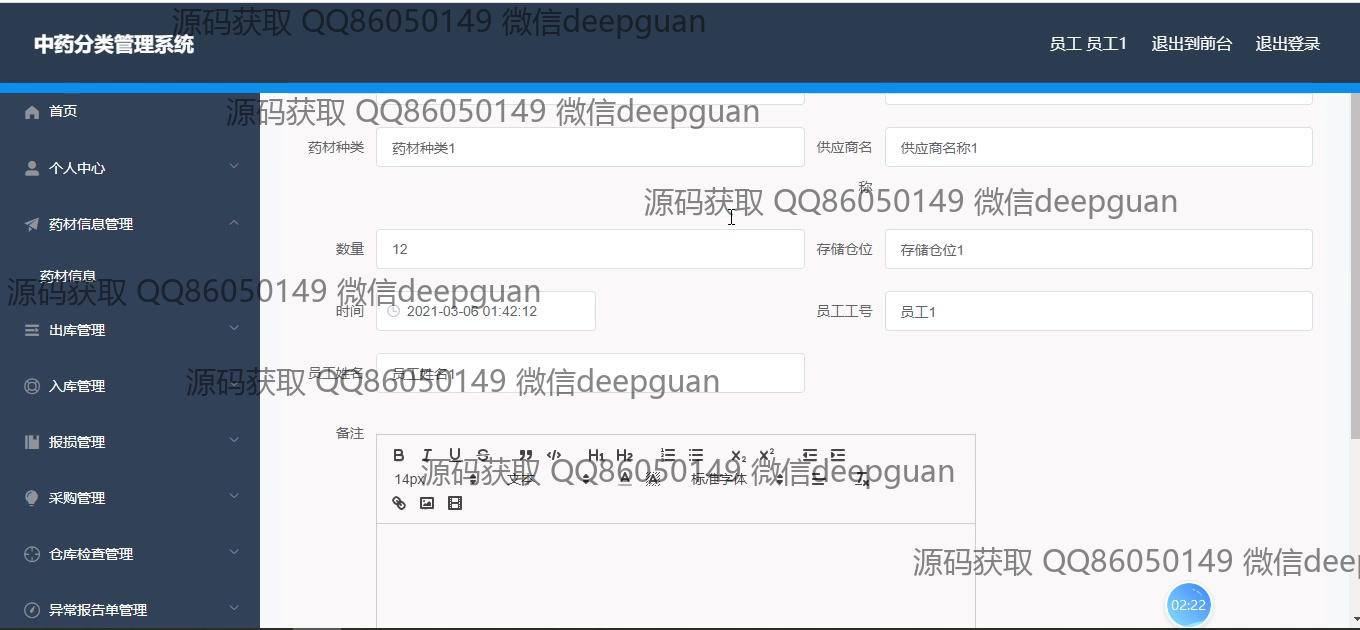 源码获取 QQ86050149 微信deepguan
中药分类管理系统
员工 员工1 退出到前台 退出登录
首页
源码获取 QQ86050149 微信deepguan
药材种类 药材种类1 供应商名称 供应商名称1
个人中心
源码获取 QQ86050149 微信deepguan
药材信息管理
数量 12 存储仓位 存储仓位1
药材信息
源码获取 QQ86050149 微信deepguan
时间 2021-03-06 01:42:12 员工工号 员工1
出库管理
员工姓名 员工姓名1
源码获取 QQ86050149 微信deepguan
入库管理
备注
报损管理
B I U S H1 H2 X2 X2
源码获取 QQ86050149 微信deepguan
14px 文本 A A 标准字体 Tx
采购管理
仓库检查管理
源码获取 QQ86050149 微信deep
02:22
异常报告单管理